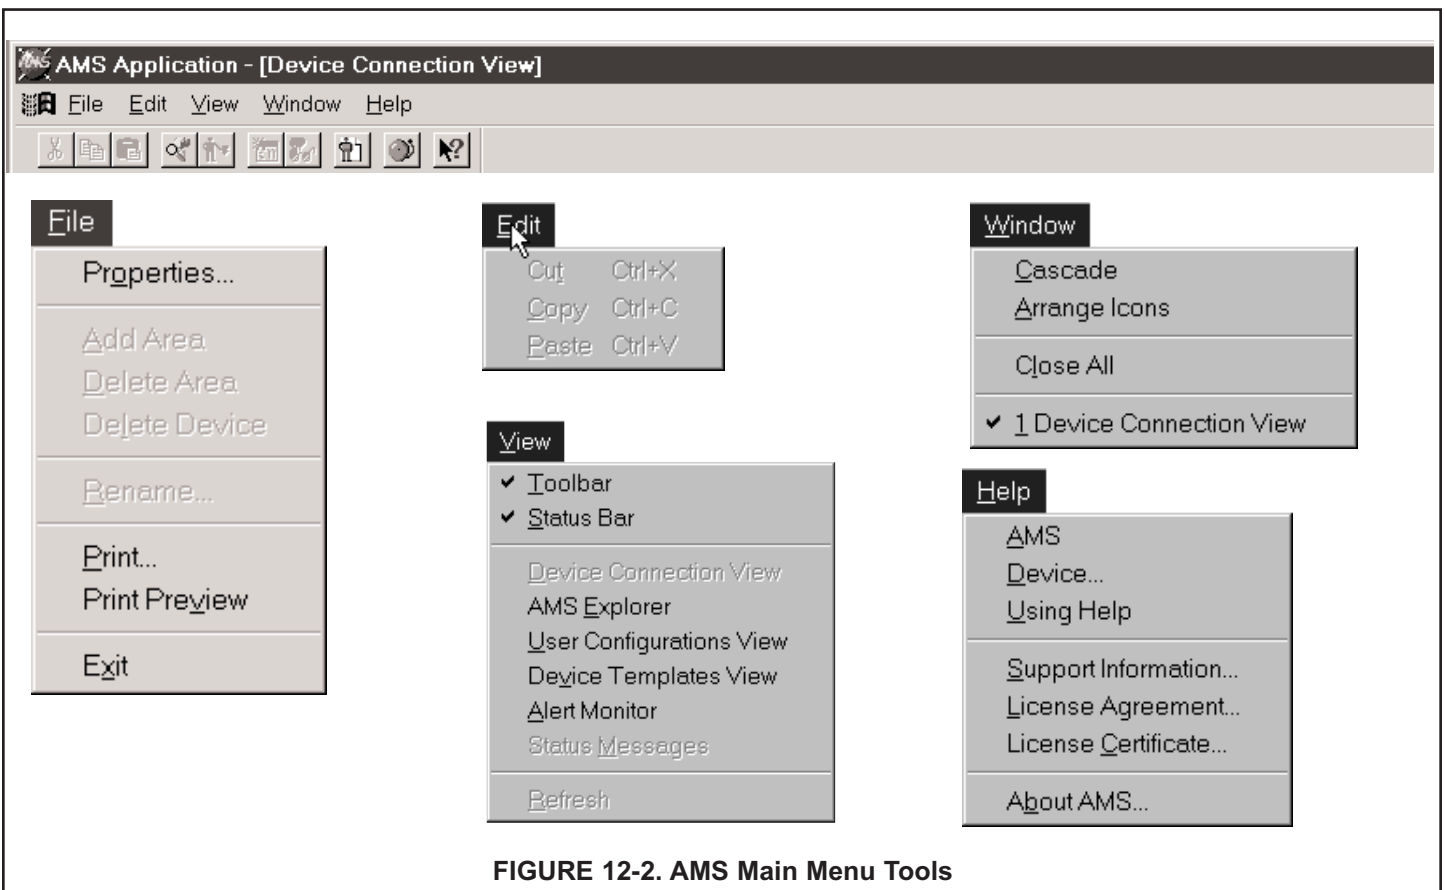 AMS Application - [Device Connection View]
File Edit View Window Help
File
Properties...
Add Area
Delete Area
Delete Device
Rename...
Print...
Print Preview
Exit
Edit
Cut Ctrl+X
Copy Ctrl+C
Paste Ctrl+V
View
Toolbar
Status Bar
Device Connection View
AMS Explorer
User Configurations View
Device Templates View
Alert Monitor
Status Messages
Refresh
Window
Cascade
Arrange Icons
Close All
1 Device Connection View
Help
AMS
Device...
Using Help
Support Information...
License Agreement...
License Certificate...
About AMS...
FIGURE 12-2. AMS Main Menu Tools